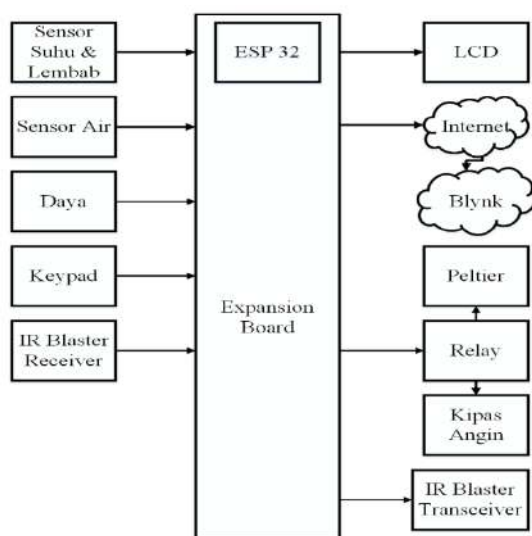 Sensor
Suhu &
Lembab
Sensor Air
Daya
Keypad
IR Blaster
Receiver
ESP 32
Expansion
Board
LCD
Internet
Blynk
Peltier
Relay
Kipas
Angin
IR Blaster
Transceiver